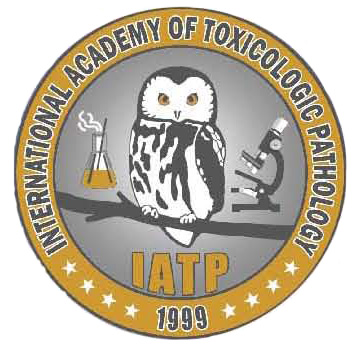 INTERNATIONAL ACADEMY OF TOXICOLOGIC PATHOLOGY
IATP
1999